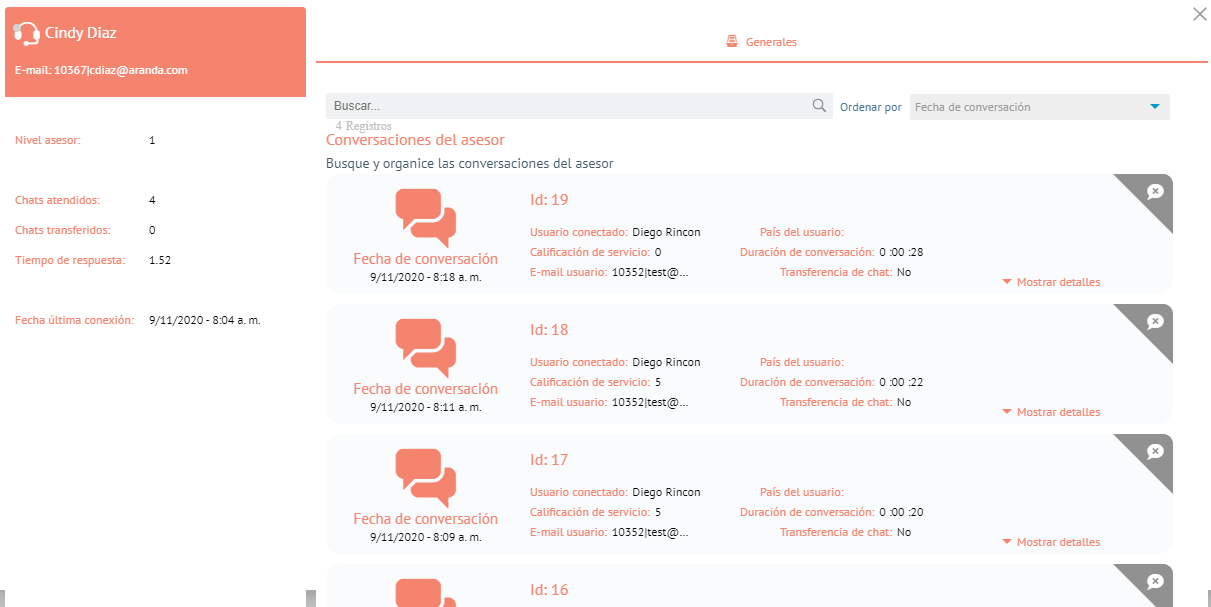 Cindy Diaz
E-mail: 10367|cdiaz@aranda.com
Nivel asesor: 1
Chats atendidos: 4
Chats transferidos: 0
Tiempo de respuesta: 1.52
Fecha última conexión: 9/11/2020 - 8:04 a. m.
Generales
Buscar... Ordenar por Fecha de conversación
4 Registros
Conversaciones del asesor
Busque y organice las conversaciones del asesor
Id: 19
Usuario conectado: Diego Rincon País del usuario:
Calificación de servicio: 0 Duración de conversación: 0 :00 :28
E-mail usuario: 10352|test@... Transferencia de chat: No
Fecha de conversación
9/11/2020 - 8:18 a. m.
Mostrar detalles
Id: 18
Usuario conectado: Diego Rincon País del usuario:
Calificación de servicio: 5 Duración de conversación: 0 :00 :22
E-mail usuario: 10352|test@... Transferencia de chat: No
Fecha de conversación
9/11/2020 - 8:11 a. m.
Mostrar detalles
Id: 17
Usuario conectado: Diego Rincon País del usuario:
Calificación de servicio: 5 Duración de conversación: 0 :00 :20
E-mail usuario: 10352|test@... Transferencia de chat: No
Fecha de conversación
9/11/2020 - 8:09 a. m.
Mostrar detalles
Id: 16